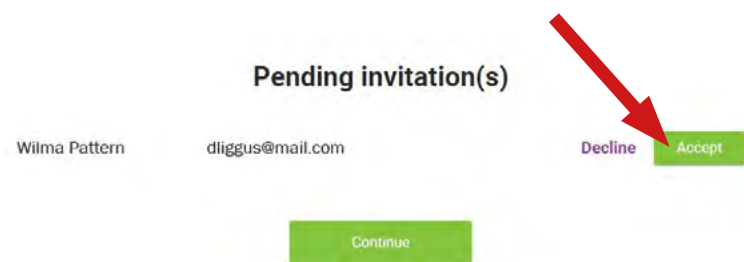 Pending invitation(s)
Wilma Pattern dliggus@mail.com Decline Accept
Continue